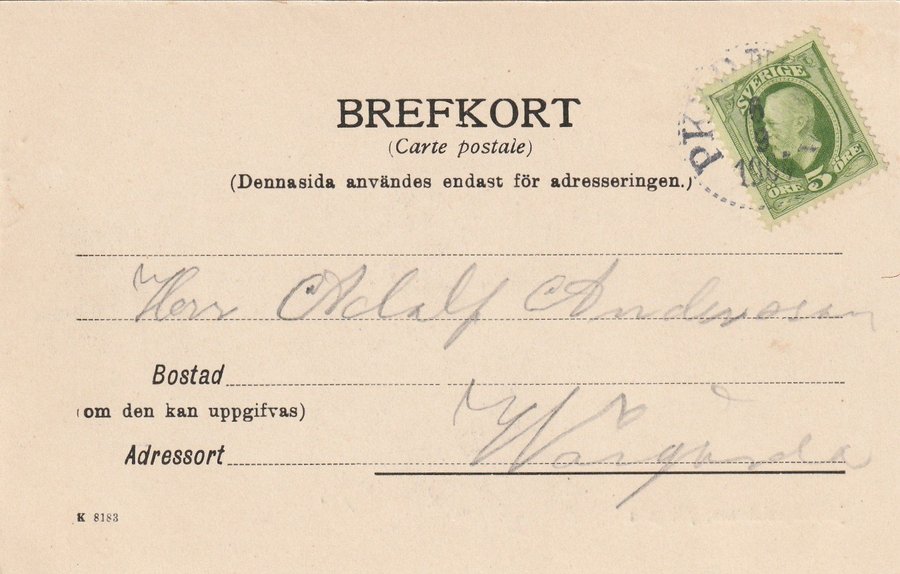 BREFKORT
(Carte postale)
(Dennasida användes endast för adresseringen.)
SVERIGE
ÖRE 5 ÖRE
Herr Adolf Andersson
Bostad
(om den kan uppgifvas)
Wårgårda
Adressort
K 8183